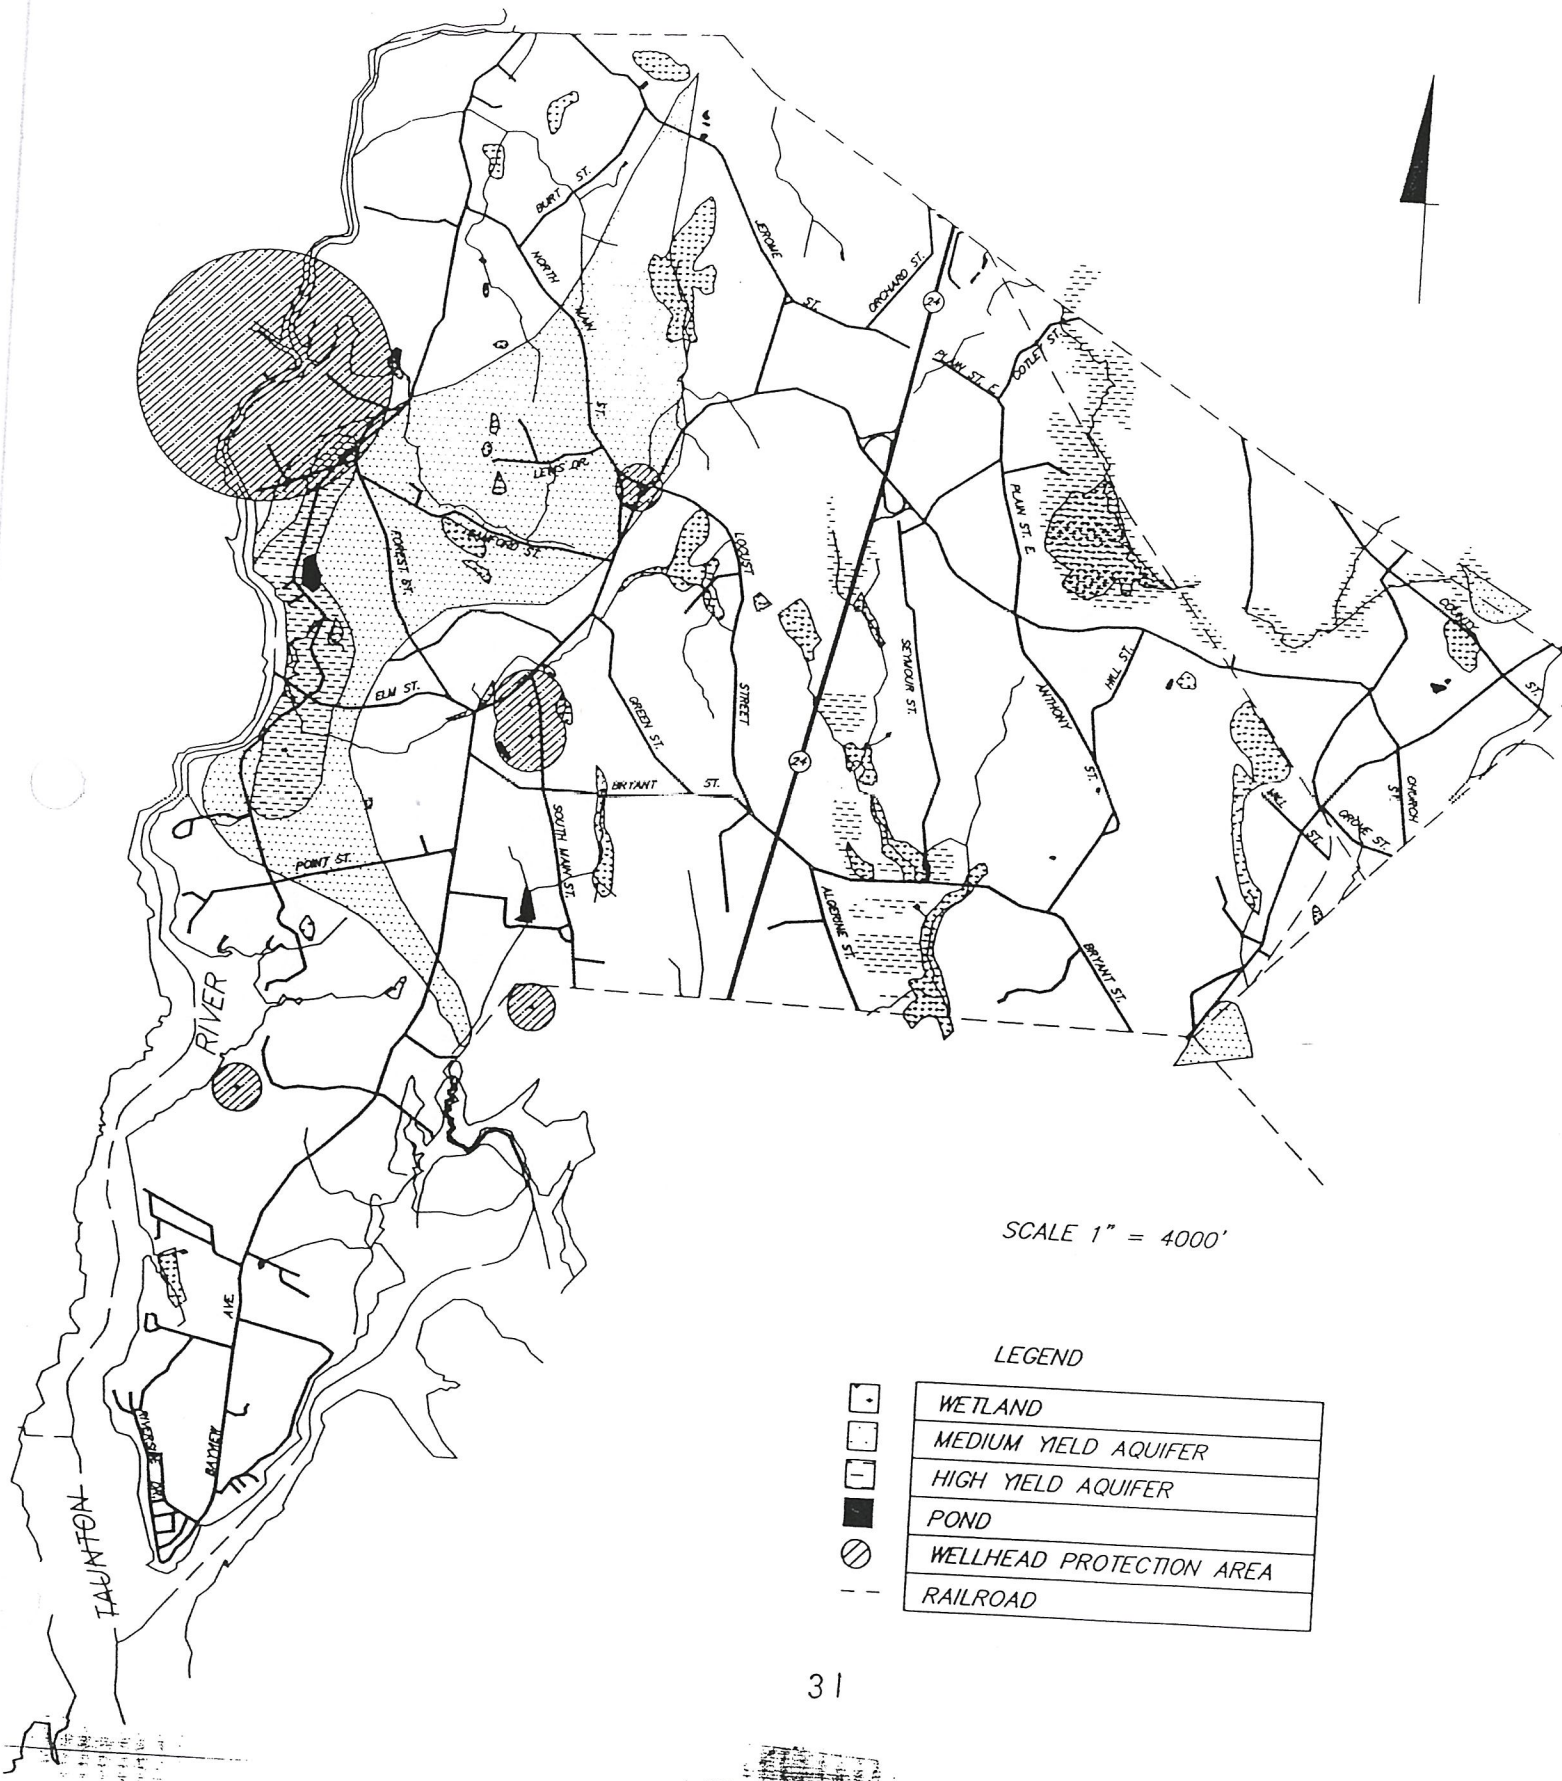 BURT ST.
NORTH
MAIN
ST.
JEROME
ST.
ORCHARD ST.
24
PLAIN ST. E.
COTLEY ST.
LEWIS DR.
FOREST ST.
LOCUST
STREET
PLAIN ST. E.
COUNTY
ST.
ELM ST.
GREEN ST.
SEYMOUR ST.
ANTHONY
ST.
HILL ST.
24
BRYANT ST.
SOUTH MAIN ST.
POINT ST.
HILL
ST.
GROVE ST.
CHURCH
ST.
ALGERINE ST.
BRYANT ST.
RIVER
TAUNTON
AVE.
BAYVIEW
RIVERSIDE DR.
SCALE 1" = 4000'
LEGEND
WETLAND
MEDIUM YIELD AQUIFER
HIGH YIELD AQUIFER
POND
WELLHEAD PROTECTION AREA
RAILROAD
31